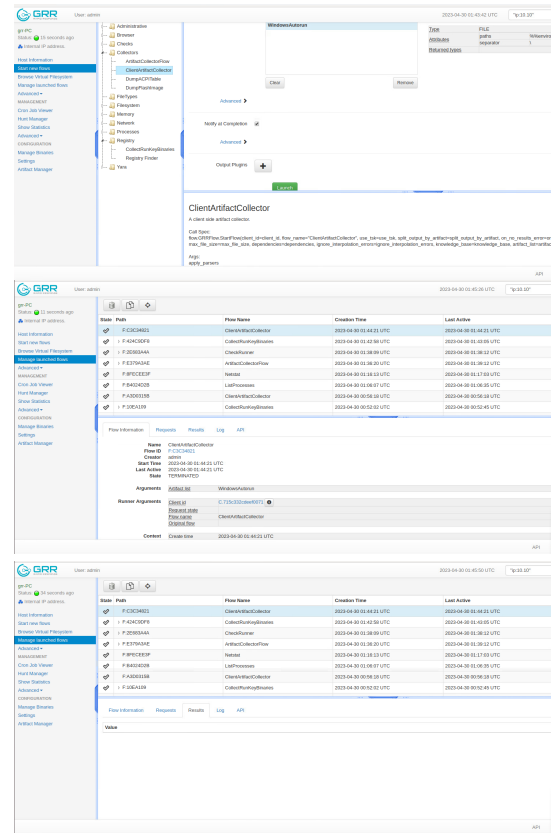 GRR
User: admin
2023-04-30 01:43:42 UTC
"ip:10.10"
grr-PC
Status: 15 seconds ago
Internal IP address.
Host Information
Start new flows
Browse Virtual Filesystem
Manage launched flows
Advanced
MANAGEMENT
Cron Job Viewer
Hunt Manager
Show Statistics
Advanced
CONFIGURATION
Manage Binaries
Settings
Artifact Manager
Administrative
Browser
Checks
Collectors
ArtifactCollectorFlow
ClientArtifactCollector
DumpACPITable
DumpFlashImage
FileTypes
Filesystem
Memory
Network
Processes
Registry
CollectRunKeyBinaries
Registry Finder
Yara
WindowsAutorun
Clear
Remove
Advanced
Notify at Completion
Advanced
Output Plugins
Launch
Type FILE
Attributes
paths
separator \
Returned types
ClientArtifactCollector
A client side artifact collector.
Call Spec:
Args:
apply_parsers
API
GRR
User: admin
2023-04-30 01:45:26 UTC
"ip:10.10"
grr-PC
Status: 11 seconds ago
Internal IP address.
Host Information
Start new flows
Browse Virtual Filesystem
Manage launched flows
Advanced
MANAGEMENT
Cron Job Viewer
Hunt Manager
Show Statistics
Advanced
CONFIGURATION
Manage Binaries
Settings
Artifact Manager
State Path Flow Name Creation Time Last Active
F:C3C34821 ClientArtifactCollector 2023-04-30 01:44:21 UTC 2023-04-30 01:44:21 UTC
CollectRunKeyBinaries 2023-04-30 01:42:58 UTC 2023-04-30 01:43:05 UTC
F:2E983A4A CheckRunner 2023-04-30 01:38:09 UTC 2023-04-30 01:38:12 UTC
F:E379A3AE ArtifactCollectorFlow 2023-04-30 01:36:20 UTC 2023-04-30 01:38:12 UTC
F:8FECEE3F Netstat 2023-04-30 01:16:13 UTC 2023-04-30 01:17:03 UTC
F:B4024D2B ListProcesses 2023-04-30 01:06:07 UTC 2023-04-30 01:06:35 UTC
ClientArtifactCollector 2023-04-30 00:56:18 UTC 2023-04-30 00:56:18 UTC
F:10EA109 CollectRunKeyBinaries 2023-04-30 00:52:02 UTC 2023-04-30 00:52:45 UTC
Flow Information Requests Results Log API
Name ClientArtifactCollector
Flow ID F:C3C34821
Creator admin
Start Time 2023-04-30 01:44:21 UTC
Last Active 2023-04-30 01:44:21 UTC
State TERMINATED
Arguments Artifact list WindowsAutorun
Runner Arguments Client id
Request state
Flow name ClientArtifactCollector
Original flow
Context Create time 2023-04-30 01:44:21 UTC
API
GRR
User: admin
2023-04-30 01:45:50 UTC
"ip:10.10"
grr-PC
Status: 34 seconds ago
Internal IP address.
Host Information
Start new flows
Browse Virtual Filesystem
Manage launched flows
Advanced
MANAGEMENT
Cron Job Viewer
Hunt Manager
Show Statistics
Advanced
CONFIGURATION
Manage Binaries
Settings
Artifact Manager
State Path Flow Name Creation Time Last Active
F:C3C34821 ClientArtifactCollector 2023-04-30 01:44:21 UTC 2023-04-30 01:44:21 UTC
CollectRunKeyBinaries 2023-04-30 01:42:58 UTC 2023-04-30 01:43:05 UTC
F:2E983A4A CheckRunner 2023-04-30 01:38:09 UTC 2023-04-30 01:38:12 UTC
F:E379A3AE ArtifactCollectorFlow 2023-04-30 01:36:20 UTC 2023-04-30 01:38:12 UTC
F:8FECEE3F Netstat 2023-04-30 01:16:13 UTC 2023-04-30 01:17:03 UTC
F:B4024D2B ListProcesses 2023-04-30 01:06:07 UTC 2023-04-30 01:06:35 UTC
ClientArtifactCollector 2023-04-30 00:56:18 UTC 2023-04-30 00:56:18 UTC
F:10EA109 CollectRunKeyBinaries 2023-04-30 00:52:02 UTC 2023-04-30 00:52:45 UTC
Flow Information Requests Results Log API
Value
API